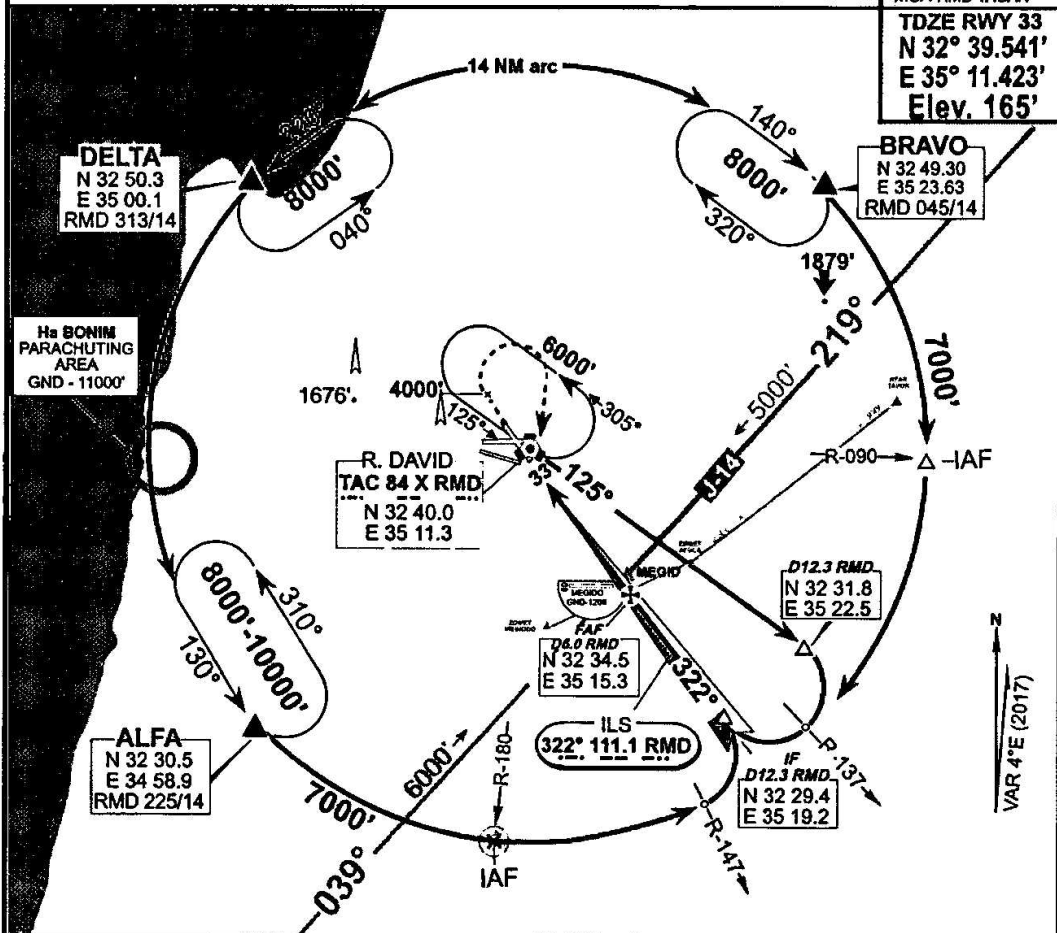 TDZE RWY 33
N 32° 39.541'
E 35° 11.423'
Elev. 165'
14 NM arc
DELTA
N 32 50.3
E 35 00.1
RMD 313/14
8000'
040°
140°
8000'
320°
BRAVO
N 32 49.30
E 35 23.63
RMD 045/14
1879'
219°
7000'
Ha BONIM
PARACHUTING
AREA
GND - 11000'
1676'
4000'
6000'
125°
305°
5000'
J-14
R-090
IAF
R. DAVID
TAC 84 X RMD
N 32 40.0
E 35 11.3
33
125°
MEGID
MEGIDO
D12.3 RMD
N 32 31.8
E 35 22.5
FAF
D6.0 RMD
N 32 34.5
E 35 15.3
322°
ILS
322° 111.1 RMD
8000'-10000'
310°
130°
ALFA
N 32 30.5
E 34 58.9
RMD 225/14
7000'
6000'
039°
R-180
IAF
R-147
R-137
IF
D12.3 RMD
N 32 29.4
E 35 19.2
N
VAR 4°E (2017)